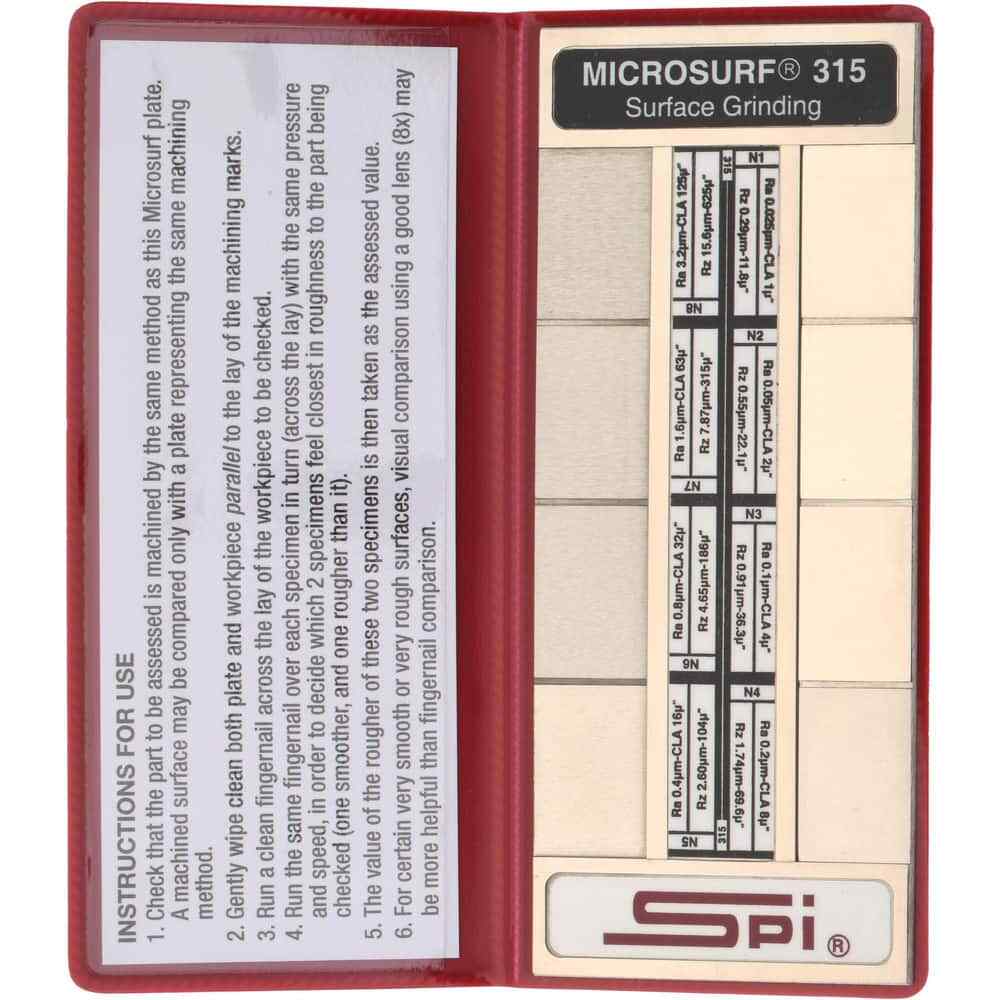 INSTRUCTIONS FOR USE
1. Check that the part to be assessed is machined by the same method as this Microsurf plate.
A machined surface may be compared only with a plate representing the same machining
method.
2. Gently wipe clean both plate and workpiece parallel to the lay of the machining marks.
3. Run a clean fingernail across the lay of the workpiece to be checked.
4. Run the same fingernail over each specimen in turn (across the lay) with the same pressure
and speed, in order to decide which 2 specimens feel closest in roughness to the part being
checked (one smoother, and one rougher than it).
5. The value of the rougher of these two specimens is then taken as the assessed value.
6. For certain very smooth or very rough surfaces, visual comparison using a good lens (8x) may
be more helpful than fingernail comparison.
MICROSURF® 315
Surface Grinding
315
N1
Ra 0.025µm-CLA 1µ"
Rz 0.29µm-11.8µ"
N2
Ra 0.05µm-CLA 2µ"
Rz 0.55µm-22.1µ"
N3
Ra 0.1µm-CLA 4µ"
Rz 0.91µm-36.3µ"
N4
Ra 0.2µm-CLA 8µ"
Rz 1.74µm-69.6µ"
N5
Ra 0.4µm-CLA 16µ"
Rz 2.60µm-104µ"
N6
Ra 0.8µm-CLA 32µ"
Rz 4.65µm-186µ"
N7
Ra 1.6µm-CLA 63µ"
Rz 7.87µm-315µ"
N8
Ra 3.2µm-CLA 125µ"
Rz 15.6µm-625µ"
315
SPi®